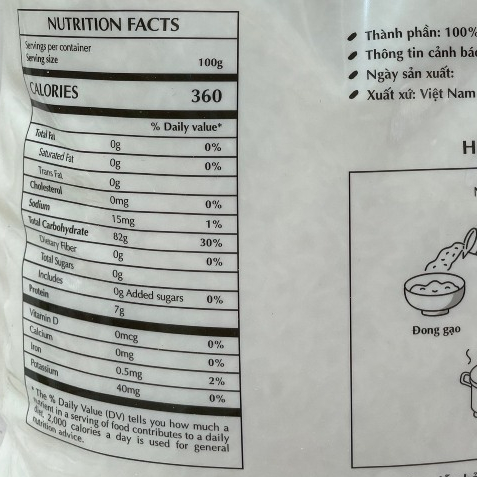 NUTRITION FACTS
Servings per container
Serving size 100g
CALORIES 360
% Daily value*
Total Fat 0g 0%
Saturated Fat 0g 0%
Trans Fat 0g
Cholesterol 0mg 0%
Sodium 15mg 1%
Total Carbohydrate 82g 30%
Dietary Fiber 0g 0%
Total Sugars 0g
Includes 0g Added sugars 0%
Protein 7g
Vitamin D 0mcg 0%
Calcium 0mg 0%
Iron 0.5mg 2%
Potassium 40mg 0%
* The % Daily Value (DV) tells you how much a
nutrient in a serving of food contributes to a daily
diet. 2,000 calories a day is used for general
nutrition advice.
Thành phần: 100%
Thông tin cảnh bá
Ngày sản xuất:
Xuất xứ: Việt Nam
H
Đong gạo